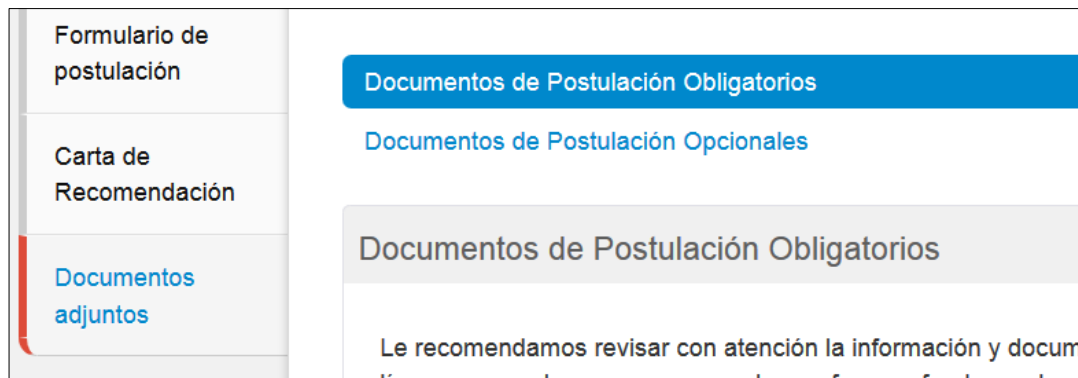 Formulario de
postulación
Carta de
Recomendación
Documentos
adjuntos
Documentos de Postulación Obligatorios
Documentos de Postulación Opcionales
Documentos de Postulación Obligatorios
Le recomendamos revisar con atención la información y docum